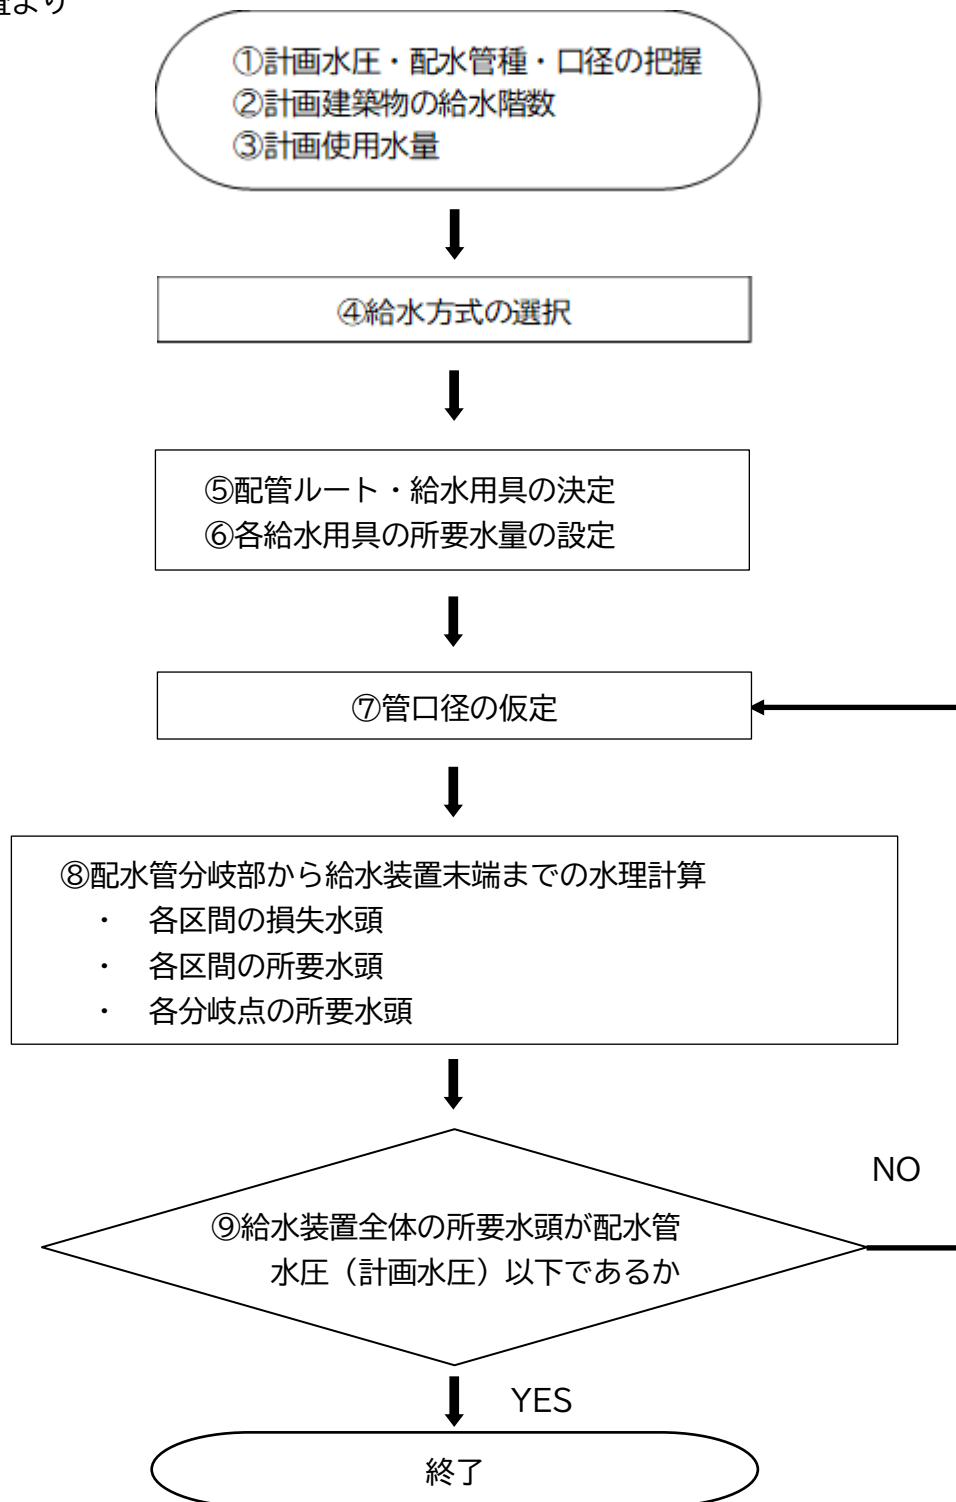 より
①計画水圧・配水管種・口径の把握
②計画建築物の給水階数
③計画使用水量
④給水方式の選択
⑤配管ルート・給水用具の決定
⑥各給水用具の所要水量の設定
⑦管口径の仮定
⑧配水管分岐部から給水装置末端までの水理計算
・ 各区間の損失水頭
・ 各区間の所要水頭
・ 各分岐点の所要水頭
NO
⑨給水装置全体の所要水頭が配水管
水圧（計画水圧）以下であるか
YES
終了